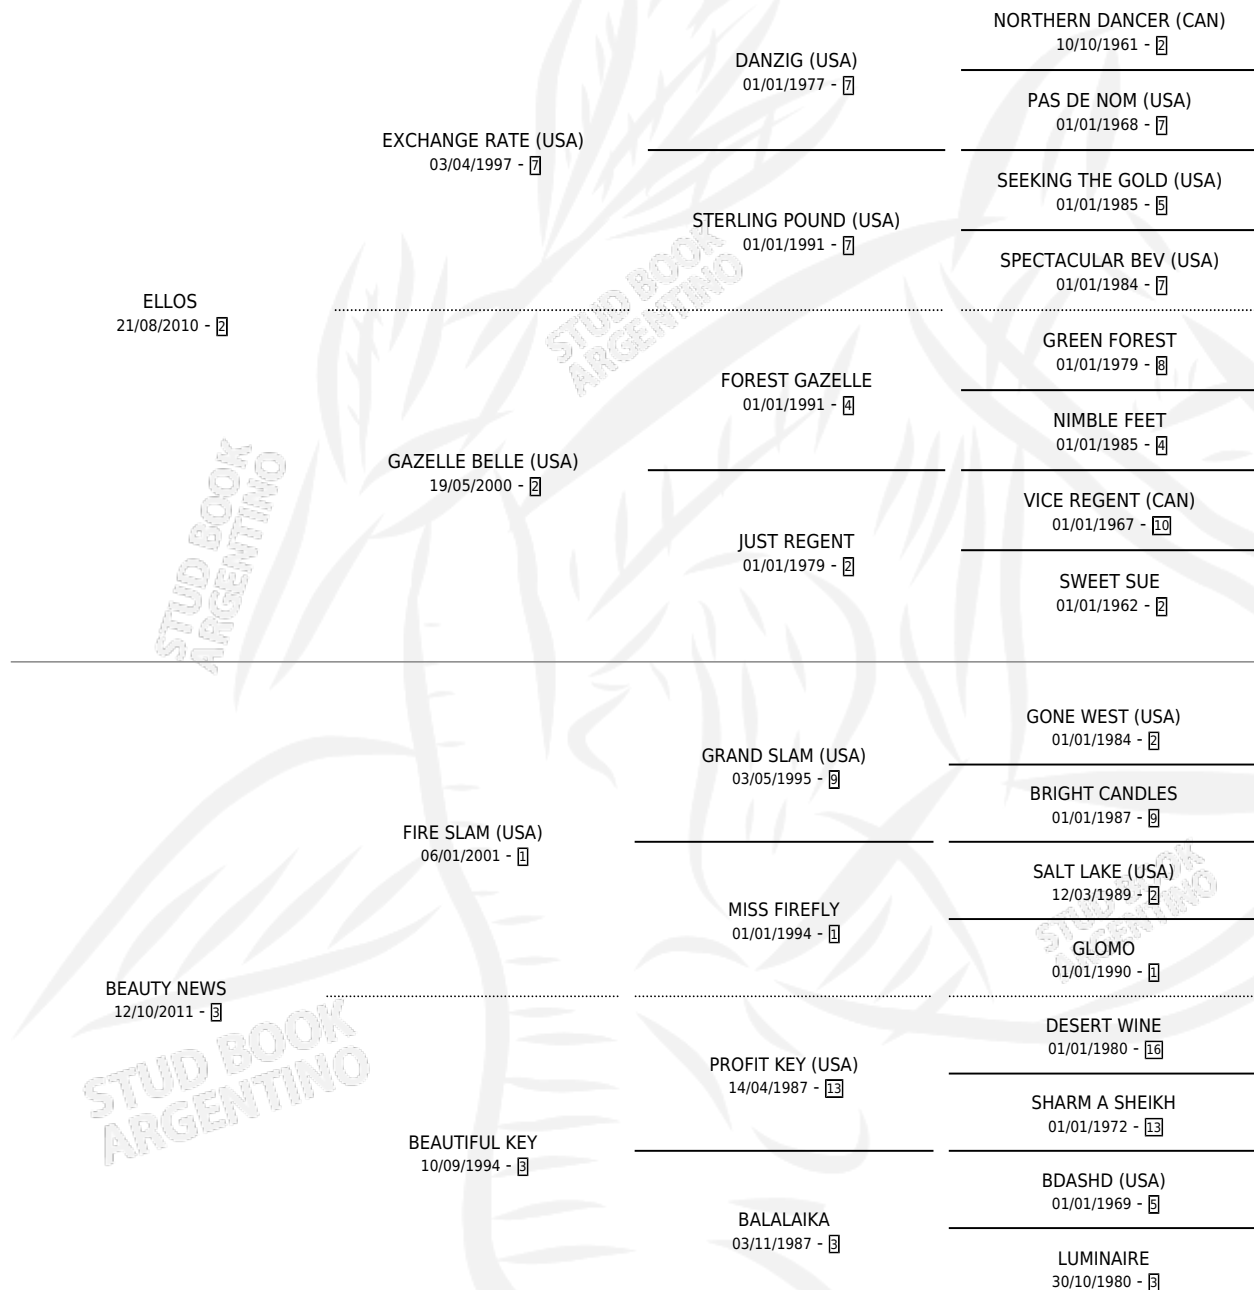 NORTHERN DANCER (CAN)
10/10/1961 - 2
DANZIG (USA)
01/01/1977 - 7
PAS DE NOM (USA)
01/01/1968 - 7
EXCHANGE RATE (USA)
03/04/1997 - 7
SEEKING THE GOLD (USA)
01/01/1985 - 5
STERLING POUND (USA)
01/01/1991 - 7
SPECTACULAR BEV (USA)
01/01/1984 - 7
ELLOS
21/08/2010 - 2
GREEN FOREST
01/01/1979 - 8
FOREST GAZELLE
01/01/1991 - 4
NIMBLE FEET
01/01/1985 - 4
GAZELLE BELLE (USA)
19/05/2000 - 2
VICE REGENT (CAN)
01/01/1967 - 10
JUST REGENT
01/01/1979 - 2
SWEET SUE
01/01/1962 - 2
GONE WEST (USA)
01/01/1984 - 2
GRAND SLAM (USA)
03/05/1995 - 9
BRIGHT CANDLES
01/01/1987 - 9
FIRE SLAM (USA)
06/01/2001 - 1
SALT LAKE (USA)
12/03/1989 - 2
MISS FIREFLY
01/01/1994 - 1
GLOMO
01/01/1990 - 1
BEAUTY NEWS
12/10/2011 - 3
DESERT WINE
01/01/1980 - 16
PROFIT KEY (USA)
14/04/1987 - 13
SHARM A SHEIKH
01/01/1972 - 13
BEAUTIFUL KEY
10/09/1994 - 3
BDASHD (USA)
01/01/1969 - 5
BALALAIKA
03/11/1987 - 3
LUMINAIRE
30/10/1980 - 3
STUD BOOK
ARGENTINO
STUD BOOK
ARGENTINO
STUD BOOK
ARGENTINO
STUD BOOK
ARGENTINO